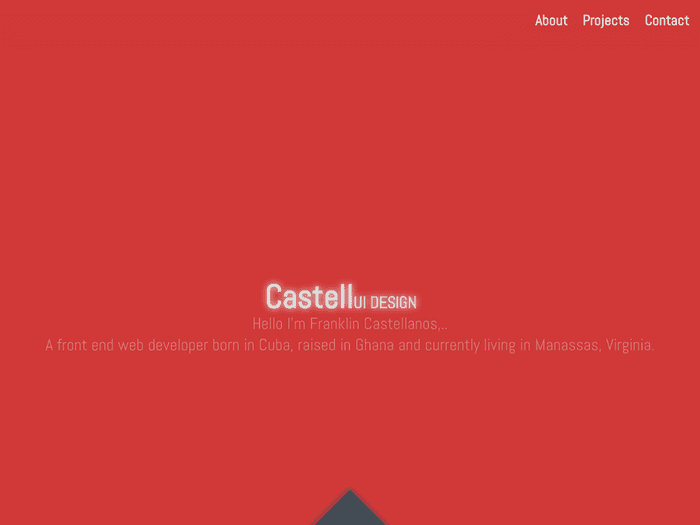 About Projects Contact
CastellUI DESIGN
Hello I'm Franklin Castellanos,..
A front end web developer born in Cuba, raised in Ghana and currently living in Manassas, Virginia.